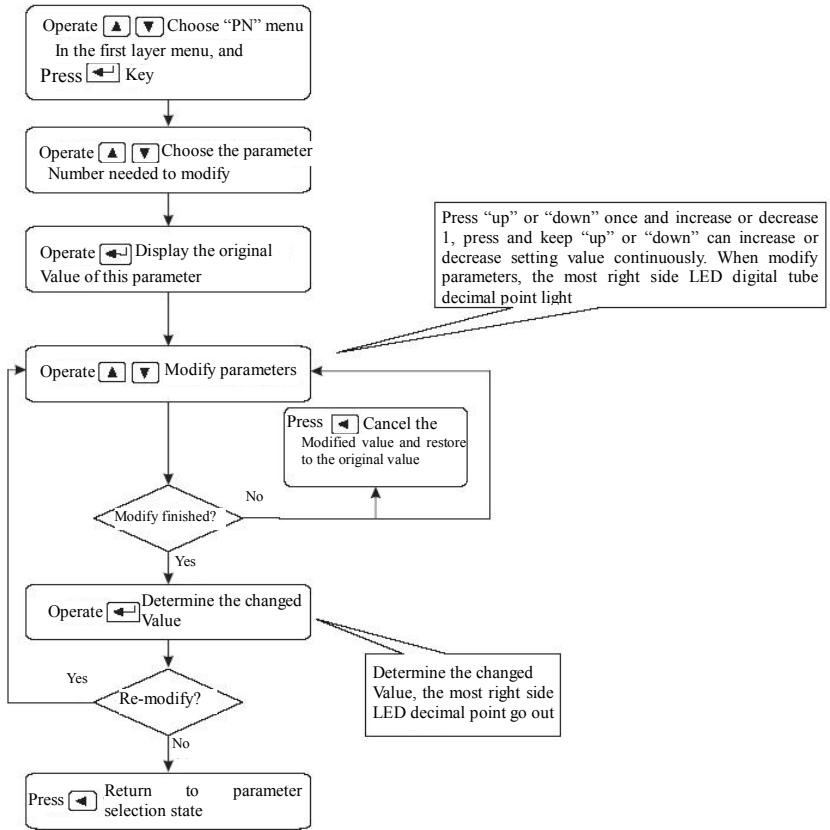 Operate ▲ ▼ Choose “PN” menu
In the first layer menu, and
Press Key
Operate ▲ ▼ Choose the parameter
Number needed to modify
Operate Display the original
Value of this parameter
Press “up” or “down” once and increase or decrease
1, press and keep “up” or “down” can increase or
decrease setting value continuously. When modify
parameters, the most right side LED digital tube
decimal point light
Operate ▲ ▼ Modify parameters
Press ◄ Cancel the
Modified value and restore
to the original value
No
Modify finished?
Yes
Operate Determine the changed
Value
Determine the changed
Value, the most right side
LED decimal point go out
Yes
Re-modify?
No
Press ◄ Return to parameter
selection state